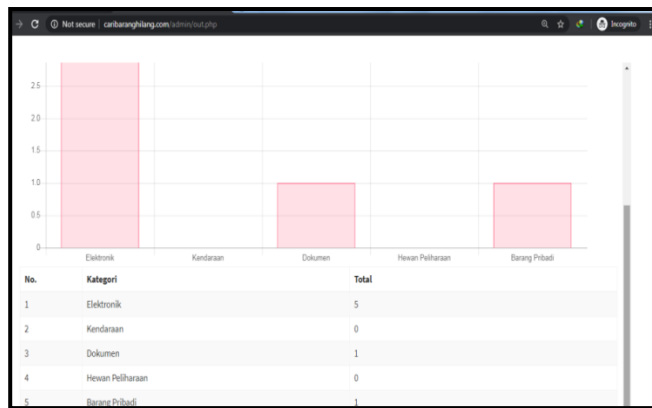 Not secure caribaranghilang.com/admin/out.php Incognito
2.5
2.0
1.5
1.0
0.5
0
Elektronik Kendaraan Dokumen Hewan Peliharaan Barang Pribadi
No. Kategori Total
1 Elektronik 5
2 Kendaraan 0
3 Dokumen 1
4 Hewan Peliharaan 0
5 Barang Pribadi 1